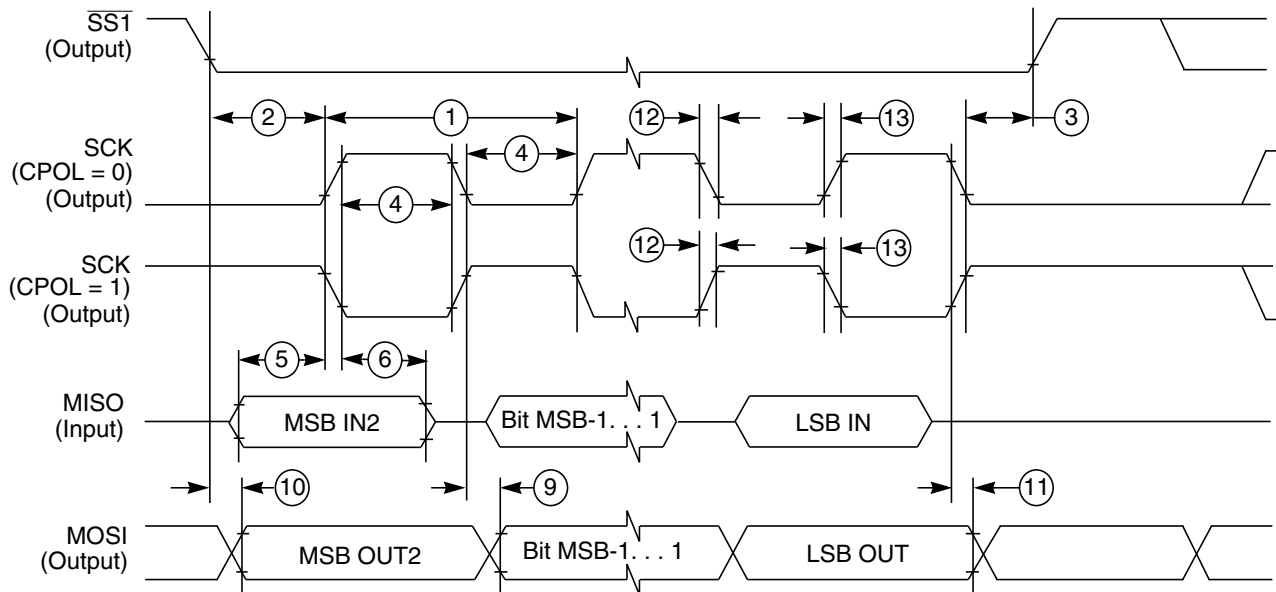 SS1
(Output)
2
1
12
13
3
SCK
(CPOL = 0)
(Output)
4
4
SCK
(CPOL = 1)
(Output)
12
13
5
6
MISO
(Input)
MSB IN2
Bit MSB-1. . . 1
LSB IN
10
9
11
MOSI
(Output)
MSB OUT2
Bit MSB-1. . . 1
LSB OUT